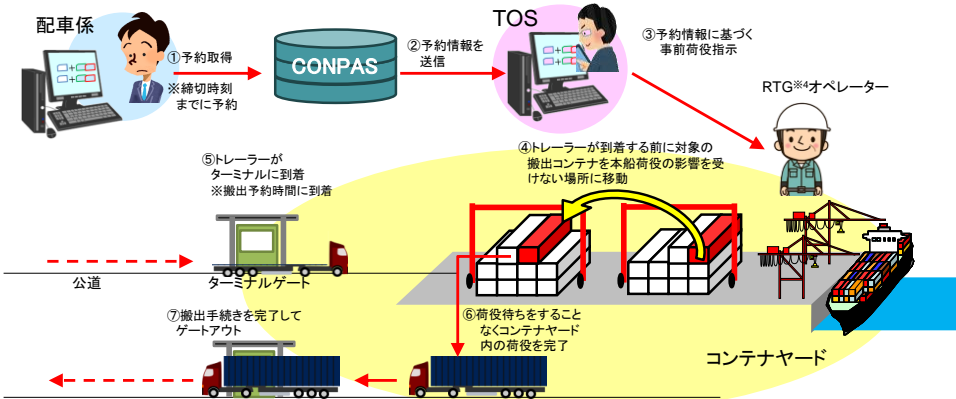 配車係
①予約取得
※締切時刻
までに予約
CONPAS
②予約情報を
送信
TOS
③予約情報に基づく
事前荷役指示
RTG※4オペレーター
④トレーラーが到着する前に対象の
搬出コンテナを本船荷役の影響を受
けない場所に移動
⑤トレーラーが
ターミナルに到着
※搬出予約時間に到着
公道
ターミナルゲート
⑥荷役待ちをすること
なくコンテナヤード
内の荷役を完了
⑦搬出手続きを完了して
ゲートアウト
コンテナヤード